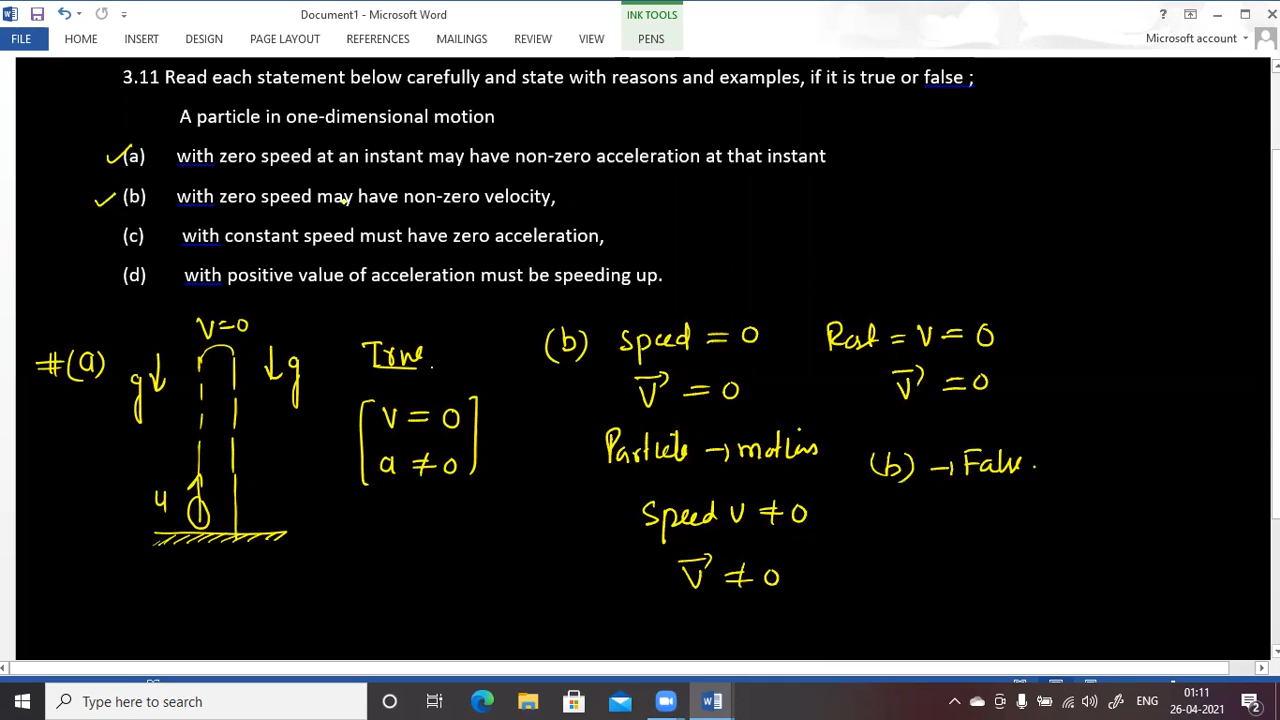 Document1 - Microsoft Word
INK TOOLS
FILE HOME INSERT DESIGN PAGE LAYOUT REFERENCES MAILINGS REVIEW VIEW PENS Microsoft account
3.11 Read each statement below carefully and state with reasons and examples, if it is true or false ;
A particle in one-dimensional motion
(a) with zero speed at an instant may have non-zero acceleration at that instant
(b) with zero speed may have non-zero velocity,
(c) with constant speed must have zero acceleration,
(d) with positive value of acceleration must be speeding up.
#(a)
V=0
g↓
↓g
u
True.
v = 0
a ≠ 0
(b) Speed = 0
V⃗ = 0
Particle → motion
Speed v ≠ 0
V⃗ ≠ 0
Rest = v = 0
V⃗ = 0
(b) → False.
Type here to search
ENG
01:11
26-04-2021
2